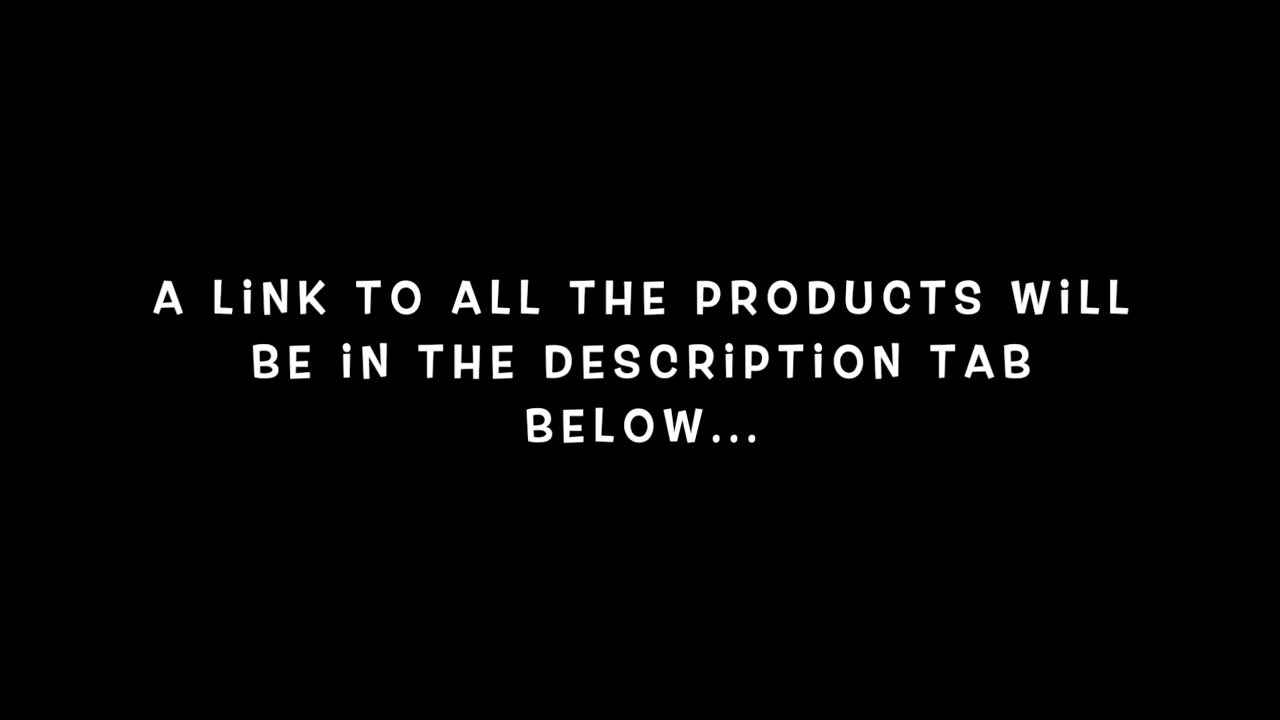 A LiNK TO ALL THE PRODUCTS WiLL
BE iN THE DESCRiPTiON TAB
BELOW...